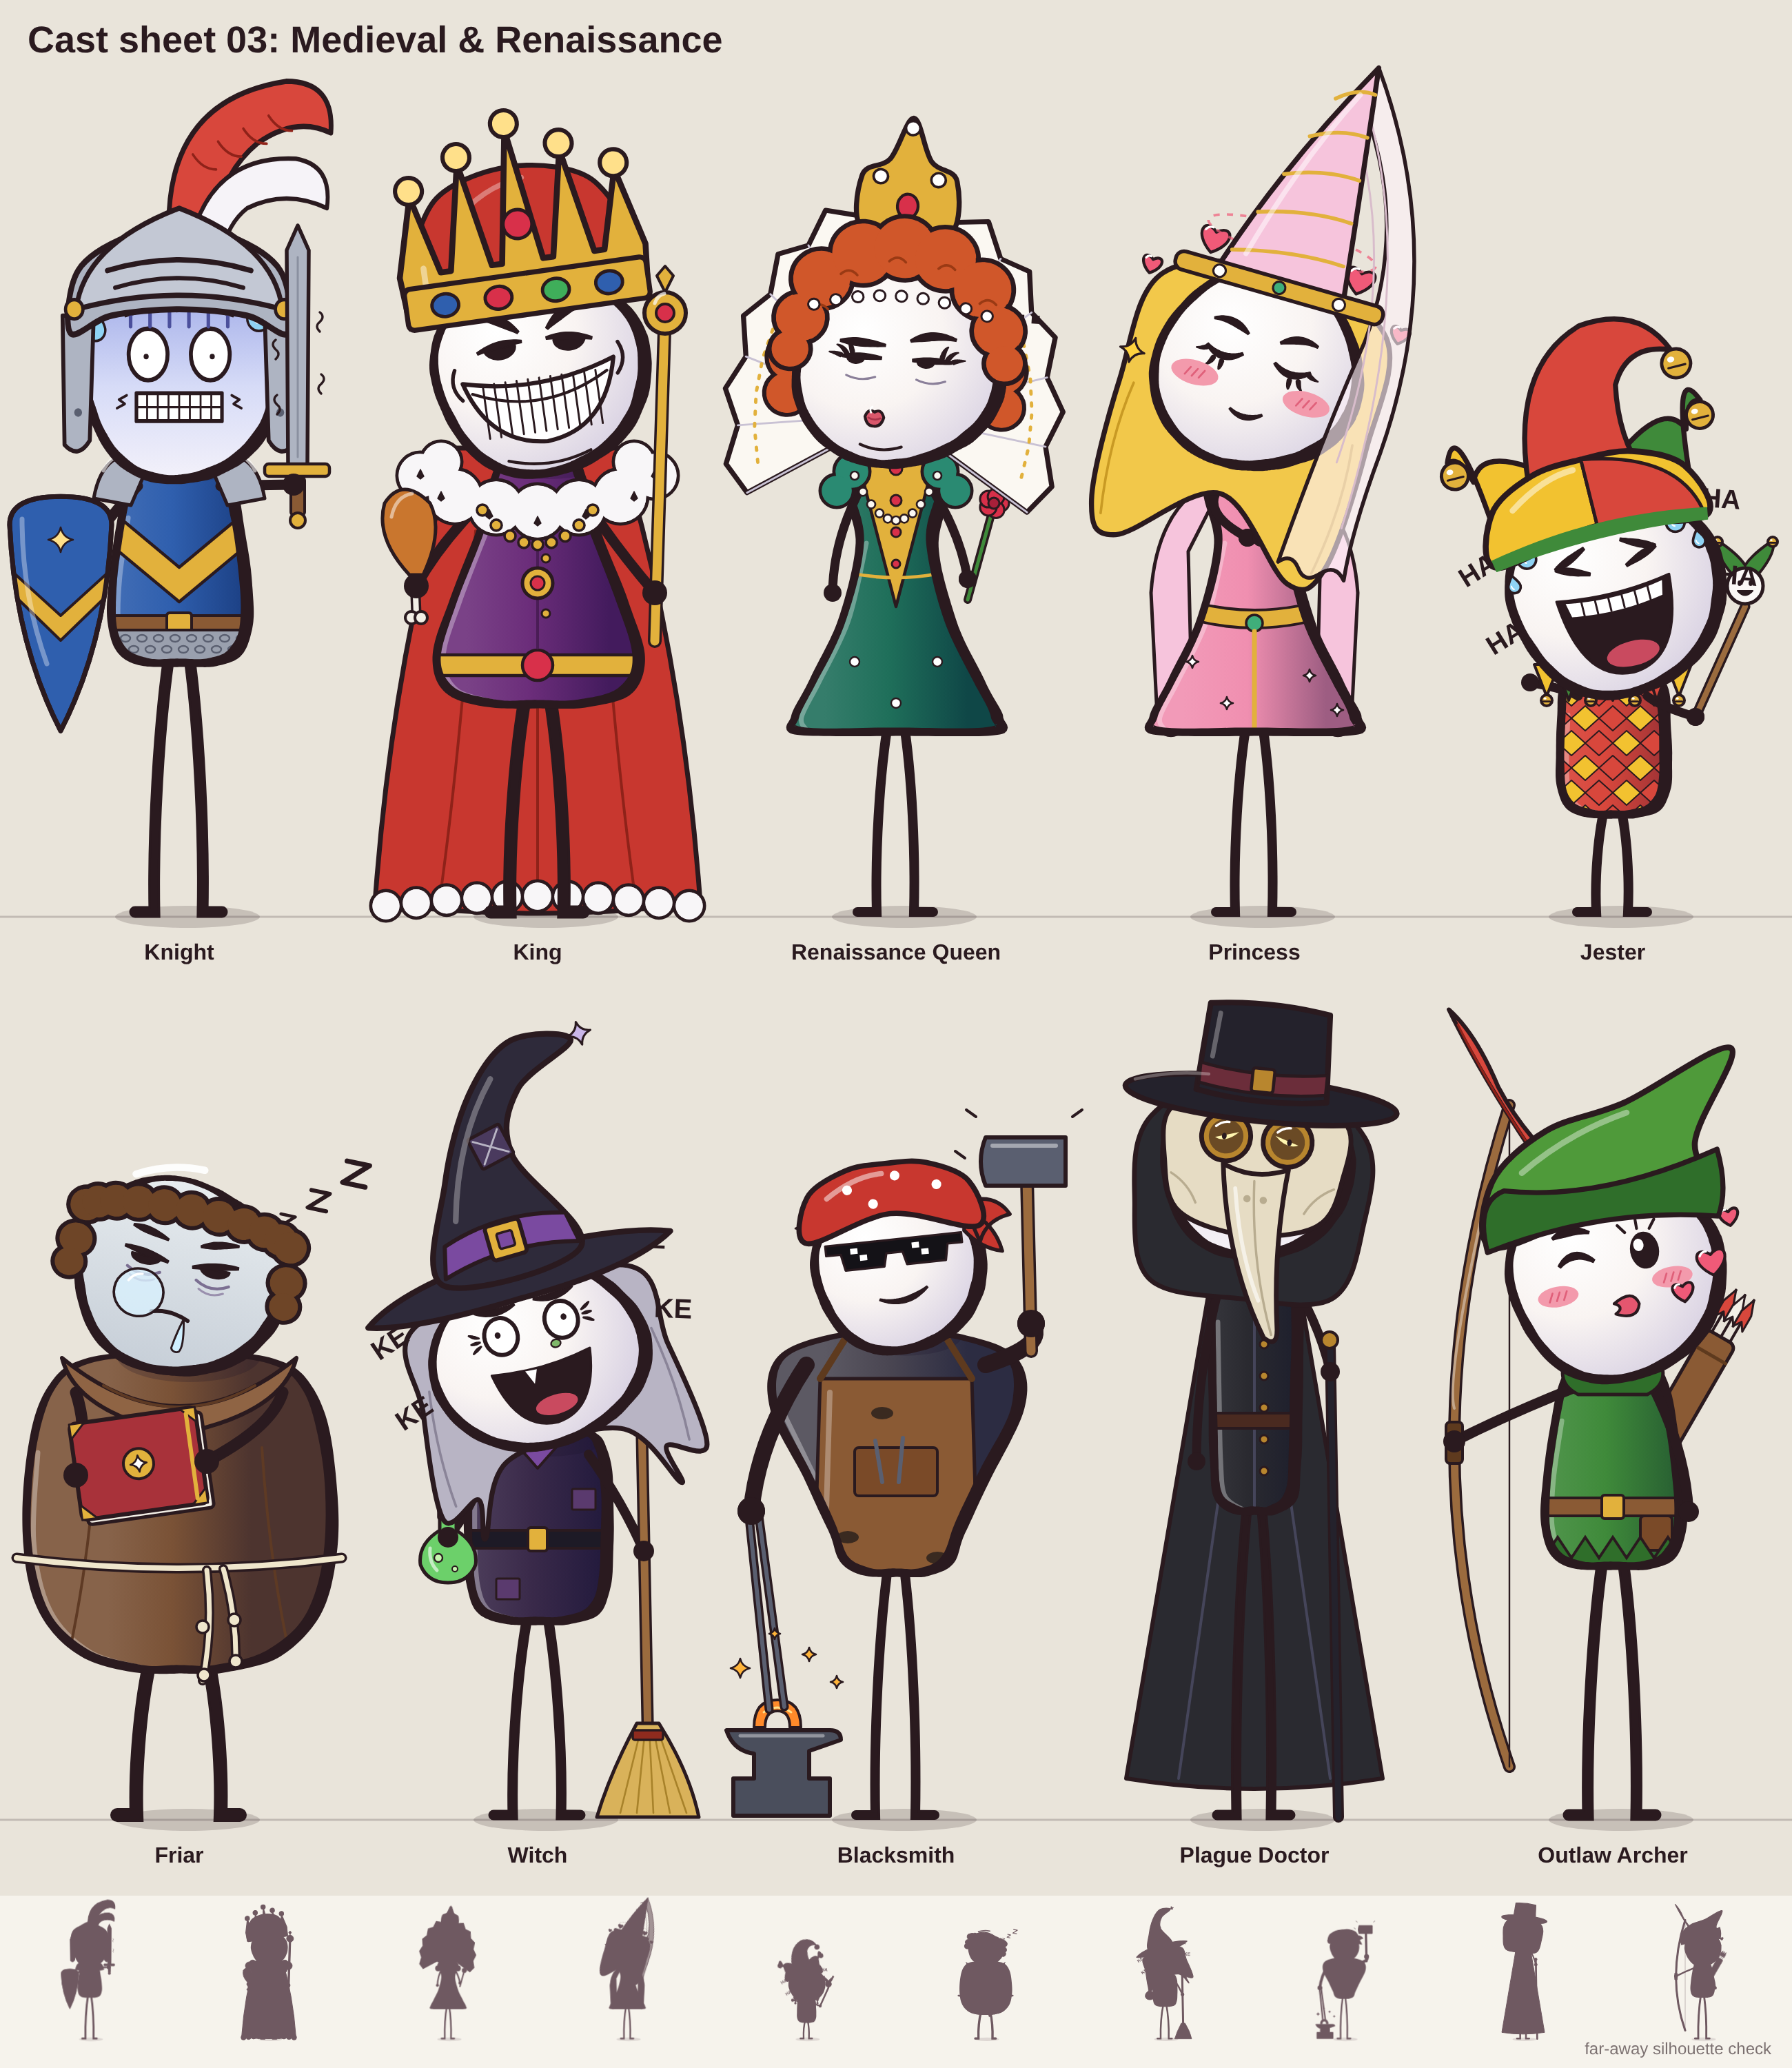 Cast sheet 03: Medieval & Renaissance
HA
HA
HA
HA
Knight
King
Renaissance Queen
Princess
Jester
Z
Z
Z
KE
KE
KE
Friar
Witch
Blacksmith
Plague Doctor
Outlaw Archer
far-away silhouette check